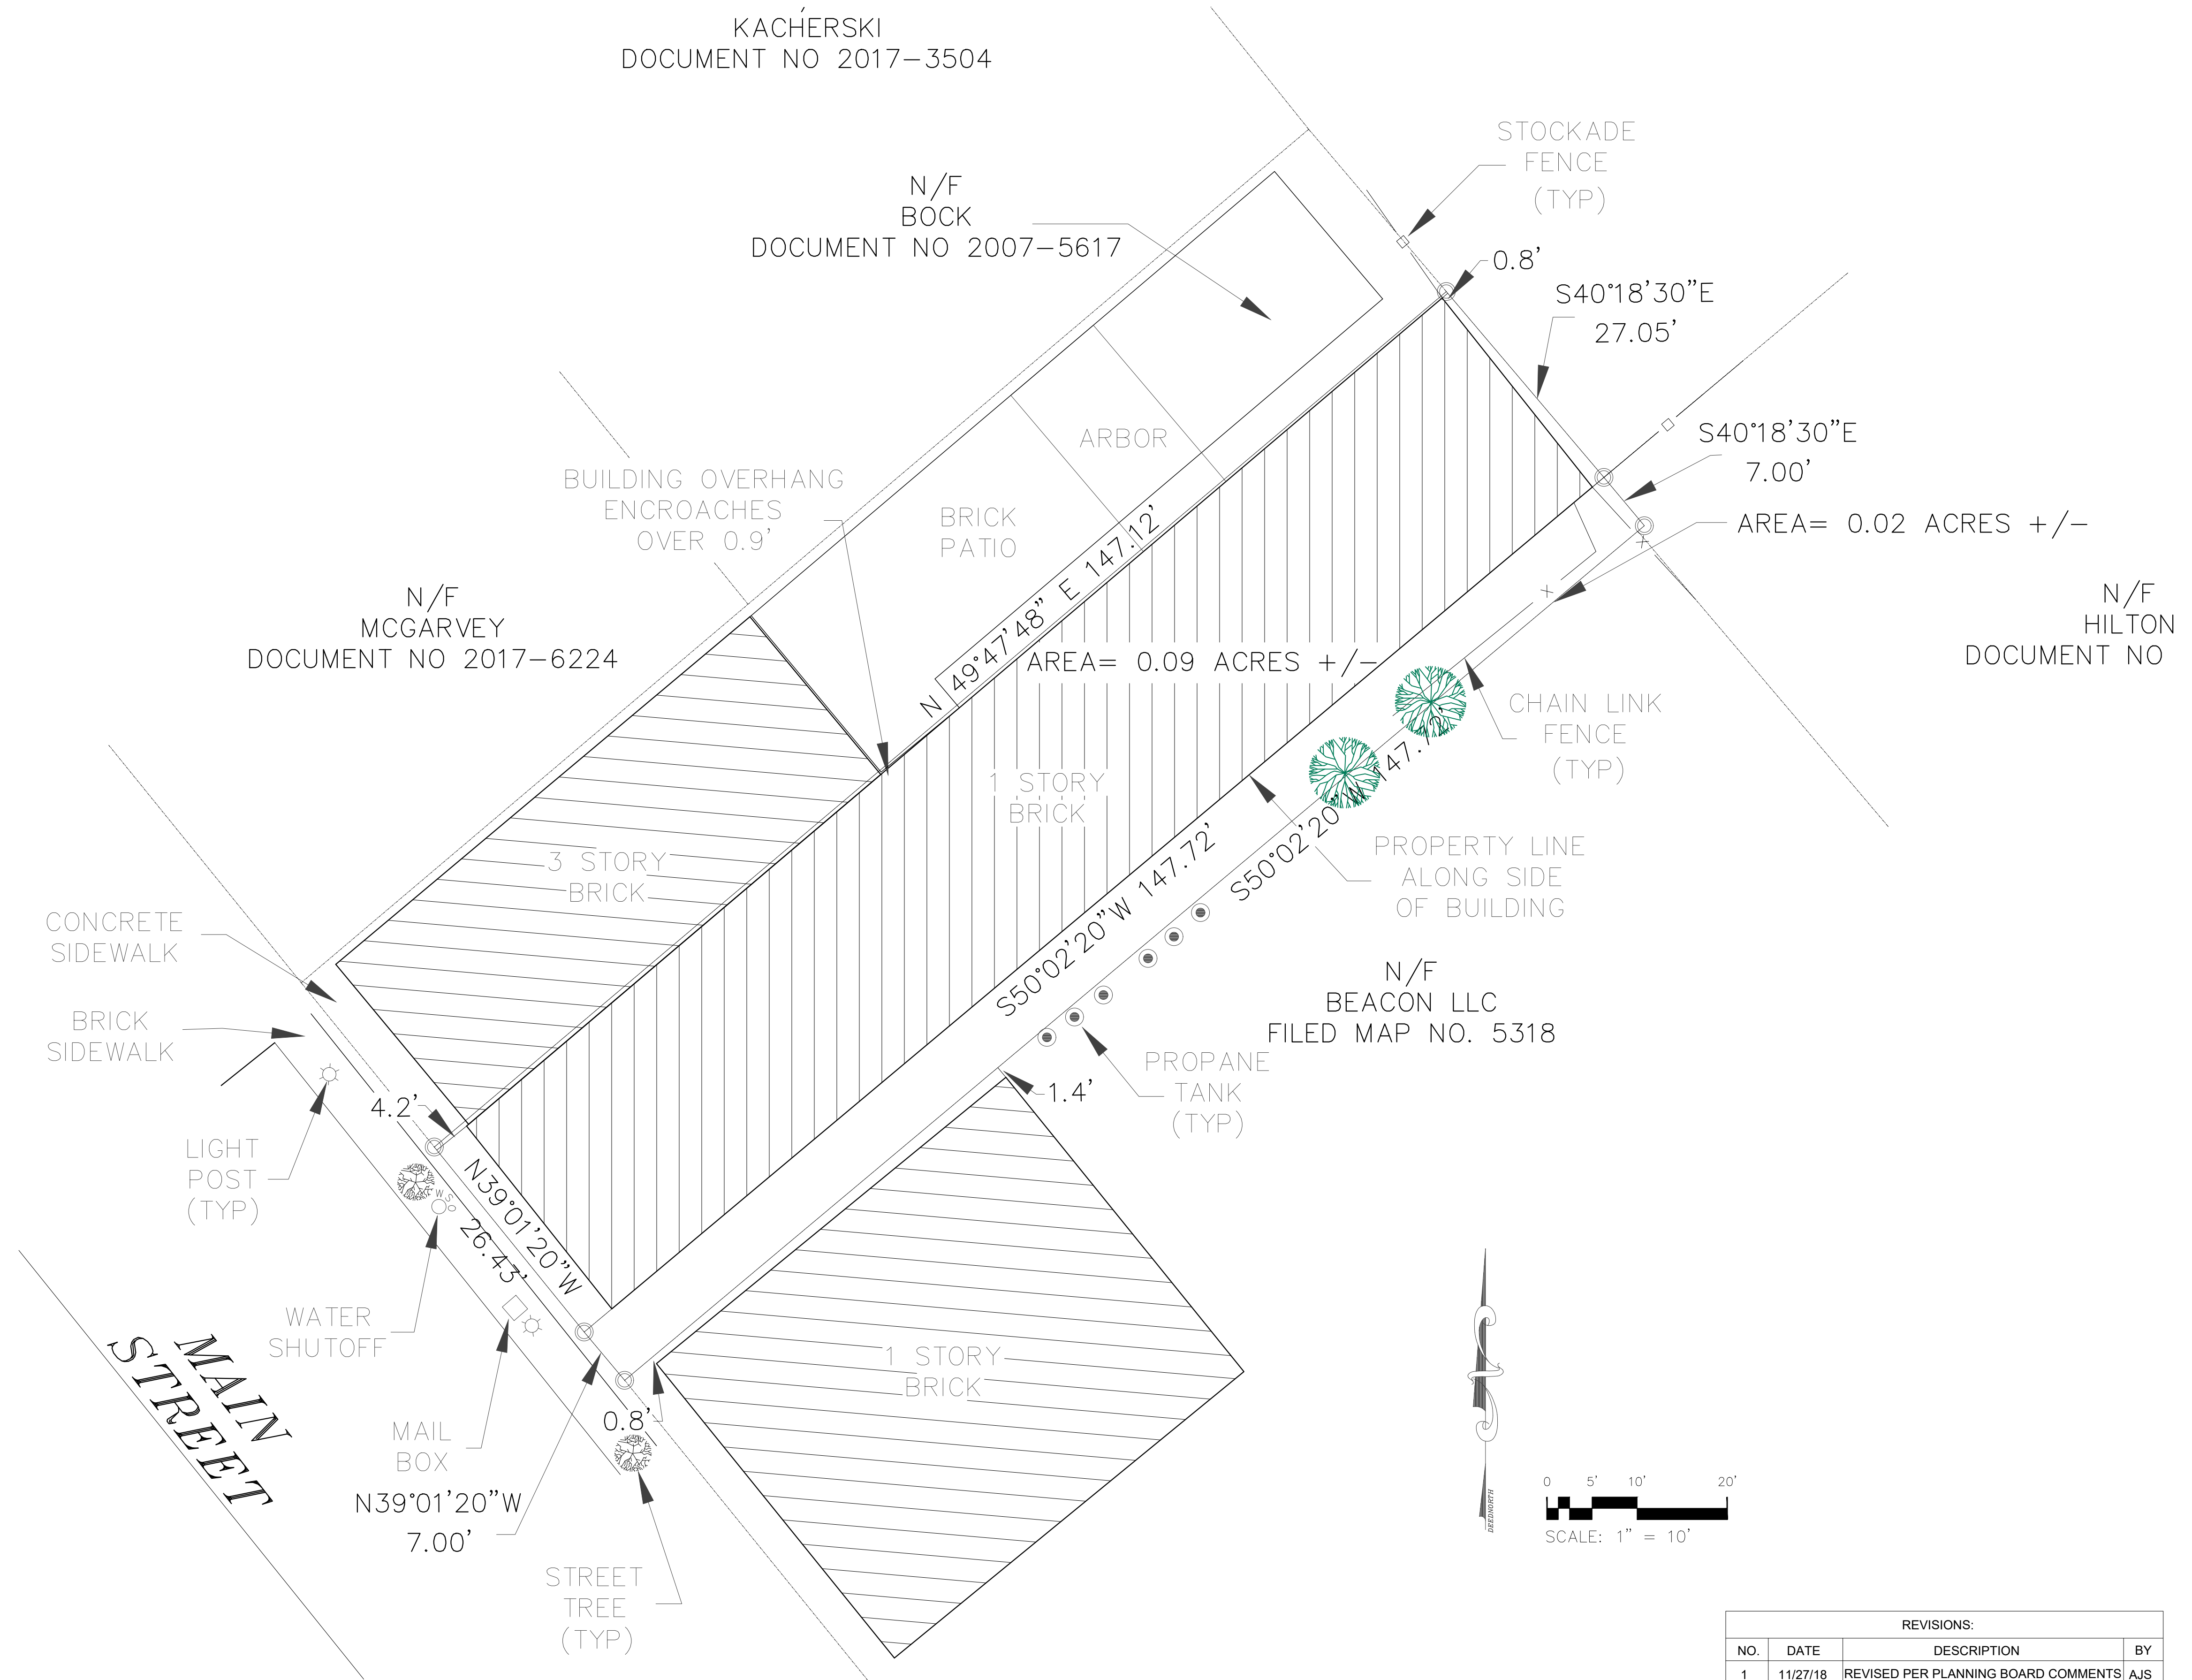 KACHERSKI
DOCUMENT NO 2017-3504
STOCKADE
FENCE
(TYP)
N/F
BOCK
DOCUMENT NO 2007-5617
0.8'
S40°18'30"E
27.05'
S40°18'30"E
7.00'
AREA= 0.02 ACRES +/-
ARBOR
BUILDING OVERHANG
ENCROACHES
OVER 0.9'
BRICK
PATIO
N 49°47'48" E 147.12'
N/F
MCGARVEY
DOCUMENT NO 2017-6224
N/F
HILTON
DOCUMENT NO
AREA= 0.09 ACRES +/-
CHAIN LINK
FENCE
(TYP)
1 STORY
BRICK
S50°02'20"W 147.72'
S50°02'20"W 147.72'
PROPERTY LINE
ALONG SIDE
OF BUILDING
3 STORY
BRICK
CONCRETE
SIDEWALK
BRICK
SIDEWALK
N/F
BEACON LLC
FILED MAP NO. 5318
PROPANE
TANK
(TYP)
1.4'
4.2'
LIGHT
POST
(TYP)
WS
N39°01'20"W
26.43'
WATER
SHUTOFF
1 STORY
BRICK
MAIN
STREET
0.8'
MAIL
BOX
N39°01'20"W
7.00'
STREET
TREE
(TYP)
DEEDNORTH
0 5' 10' 20'
SCALE: 1" = 10'
REVISIONS:
NO. DATE DESCRIPTION BY
1 11/27/18 REVISED PER PLANNING BOARD COMMENTS AJS